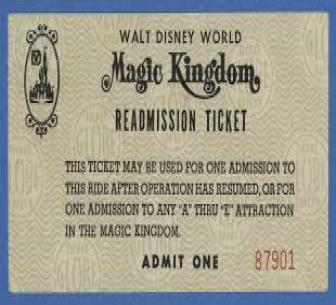 WALT DISNEY WORLD
Magic Kingdom
READMISSION TICKET
THIS TICKET MAY BE USED FOR ONE ADMISSION TO
THIS RIDE AFTER OPERATION HAS RESUMED, OR FOR
ONE ADMISSION TO ANY "A" THRU "E" ATTRACTION
IN THE MAGIC KINGDOM.
ADMIT ONE 87901